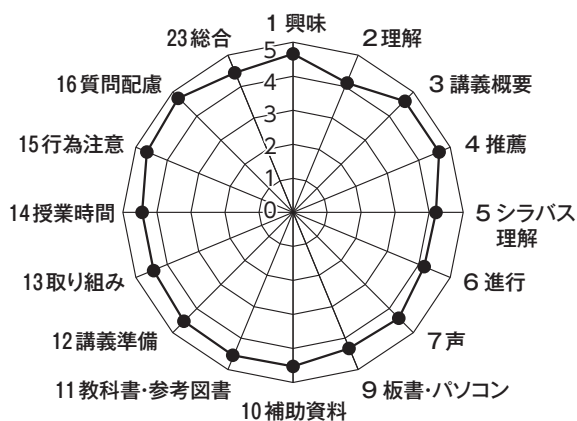 1 興味
2 理解
3 講義概要
4 推薦
5 シラバス
理解
6 進行
7 声
9 板書・パソコン
10 補助資料
11 教科書・参考図書
12 講義準備
13 取り組み
14 授業時間
15 行為注意
16 質問配慮
23 総合
5
4
3
2
1
0